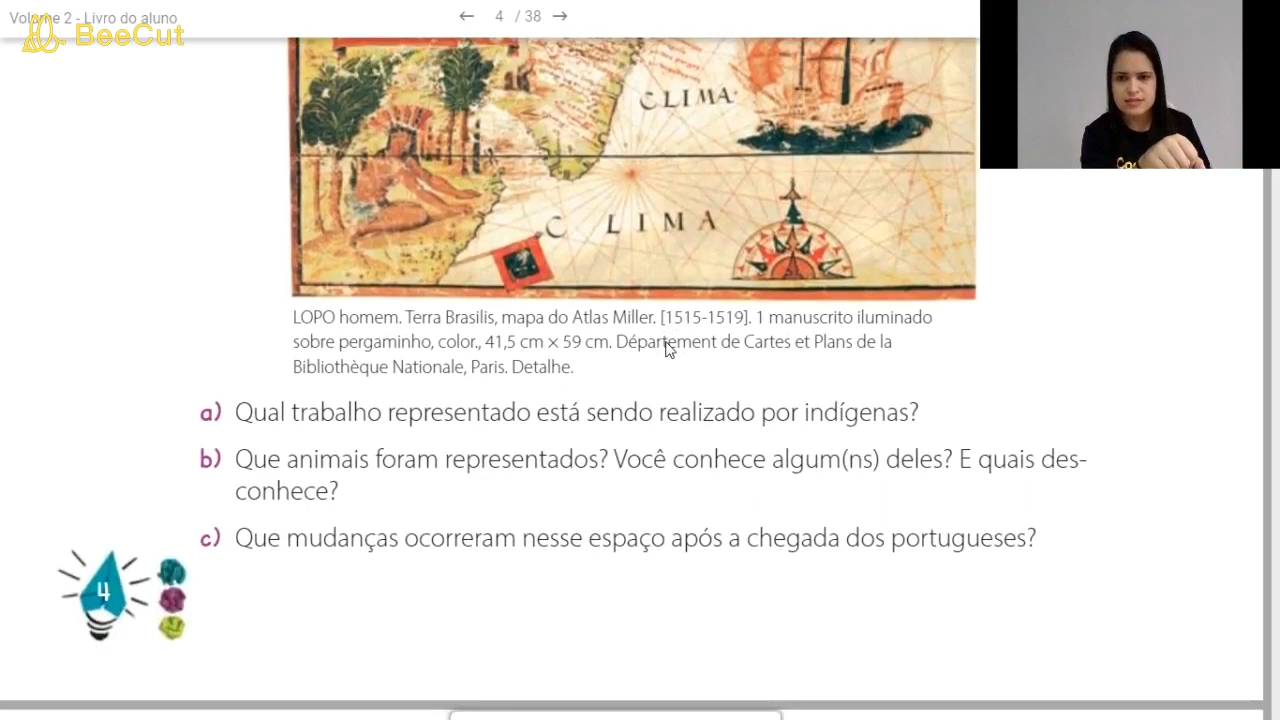 Volume 2 - Livro do aluno
4 / 38
BeeCut
CLIMA
C LIMA
LOPO homem. Terra Brasilis, mapa do Atlas Miller. [1515-1519]. 1 manuscrito iluminado
sobre pergaminho, color., 41,5 cm × 59 cm. Département de Cartes et Plans de la
Bibliothèque Nationale, Paris. Detalhe.
a) Qual trabalho representado está sendo realizado por indígenas?
b) Que animais foram representados? Você conhece algum(ns) deles? E quais des-
conhece?
c) Que mudanças ocorreram nesse espaço após a chegada dos portugueses?
4